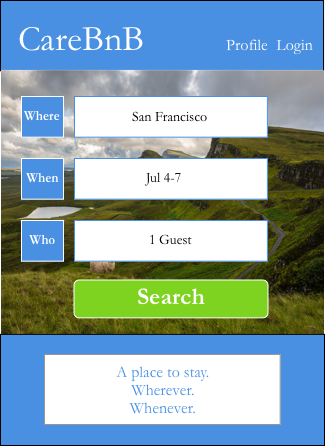 CareBnB
Profile Login
Where
San Francisco
When
Jul 4-7
Who
1 Guest
Search
A place to stay.
Wherever.
Whenever.